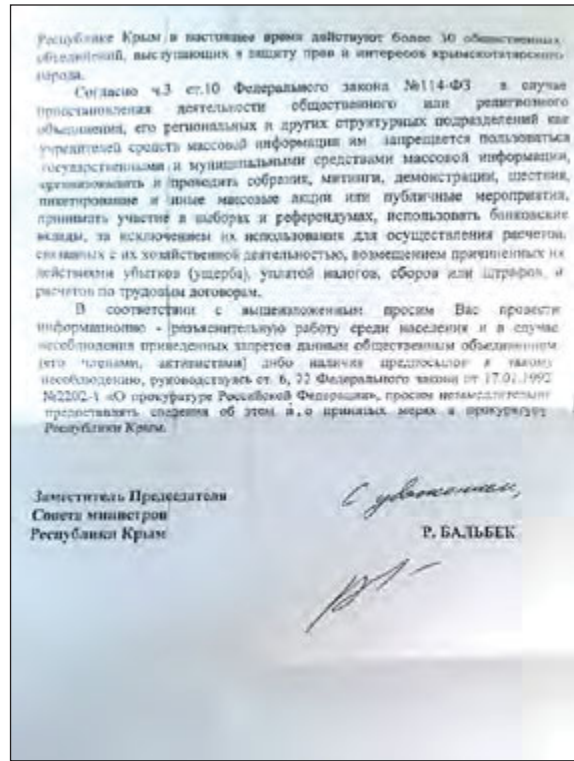 Республике Крым в настоящее время действуют более 30 общественных
объединений, выступающих в защиту прав и интересов крымскотатарского
народа.
Согласно ч.3 ст.10 Федерального закона №114-ФЗ в случае
приостановления деятельности общественного или религиозного
объединения, его региональных и других структурных подразделений как
учредителей средств массовой информации им запрещается пользоваться
государственными и муниципальными средствами массовой информации,
организовывать и проводить собрания, митинги, демонстрации, шествия,
пикетирование и иные массовые акции или публичные мероприятия,
принимать участие в выборах и референдумах, использовать банковские
вклады, за исключением их использования для осуществления расчетов,
связанных с их хозяйственной деятельностью, возмещением причиненных их
действиями убытков (ущерба), уплатой налогов, сборов или штрафов, и
расчетов по трудовым договорам.
В соответствии с вышеизложенным просим Вас провести
информационно - разъяснительную работу среди населения и в случае
несоблюдения приведенных запретов данным общественным объединением
(его членами, активистами) либо наличия предпосылок к такому
несоблюдению, руководствуясь ст. 6, 22 Федерального закона от 17.01.1992
№2202-1 «О прокуратуре Российской Федерации», просим незамедлительно
предоставлять сведения об этом и о принятых мерах в прокуратуру
Республики Крым.
Заместитель Председателя
Совета министров
Республики Крым
С уважением,
Р. БАЛЬБЕК